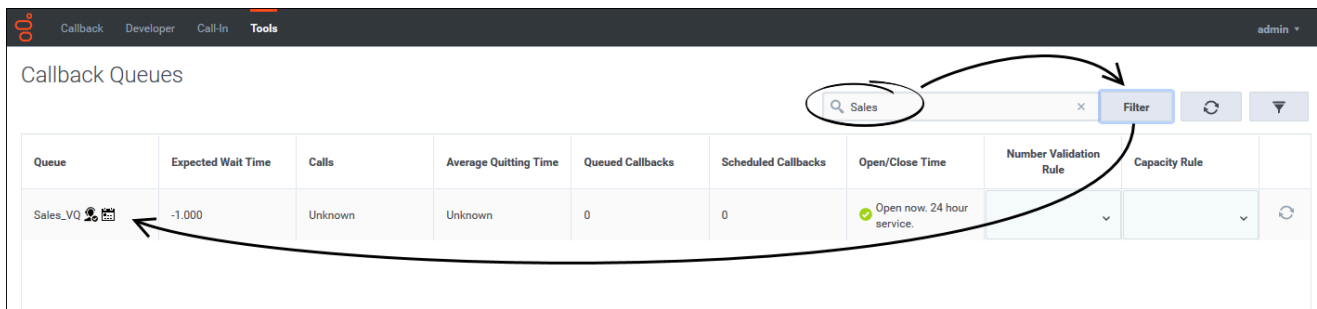 Callback Developer Call-In Tools admin
Callback Queues
Sales × Filter
Queue Expected Wait Time Calls Average Quitting Time Queued Callbacks Scheduled Callbacks Open/Close Time Number Validation Rule Capacity Rule
Sales_VQ -1.000 Unknown Unknown 0 0 Open now. 24 hour
service.